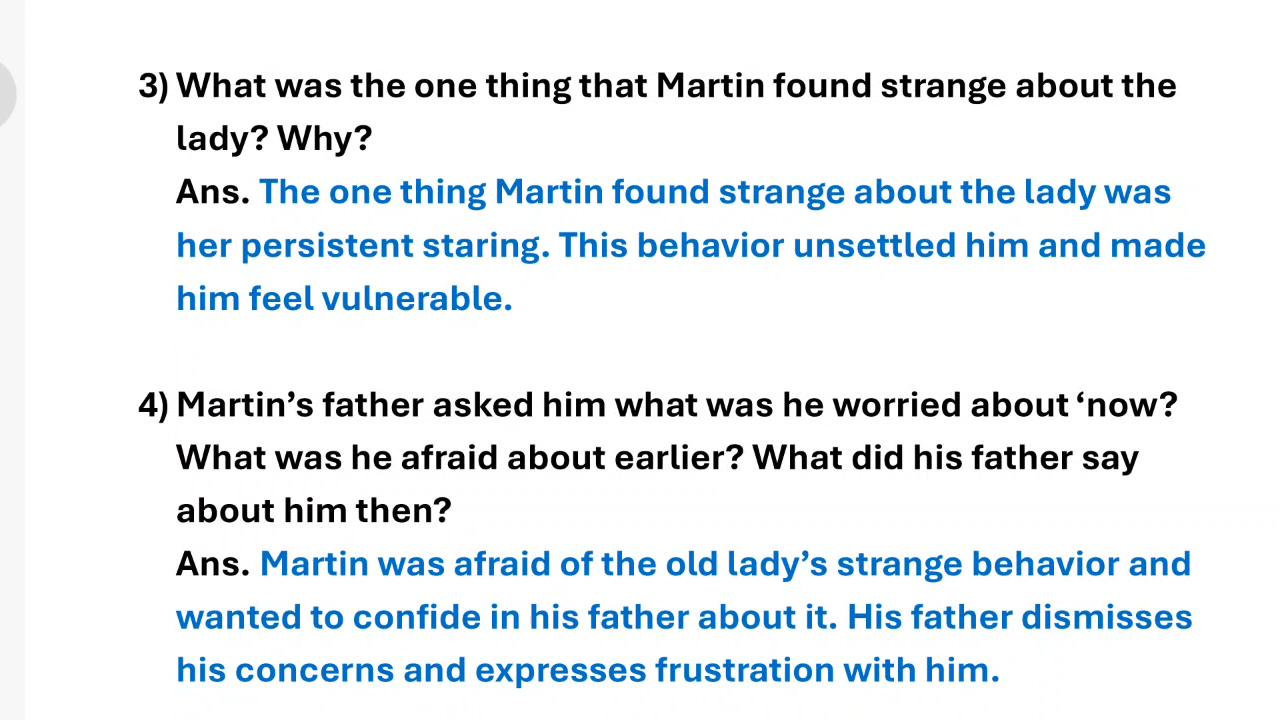 3) What was the one thing that Martin found strange about the
lady? Why?
Ans. The one thing Martin found strange about the lady was
her persistent staring. This behavior unsettled him and made
him feel vulnerable.
4) Martin’s father asked him what was he worried about ‘now?
What was he afraid about earlier? What did his father say
about him then?
Ans. Martin was afraid of the old lady’s strange behavior and
wanted to confide in his father about it. His father dismisses
his concerns and expresses frustration with him.